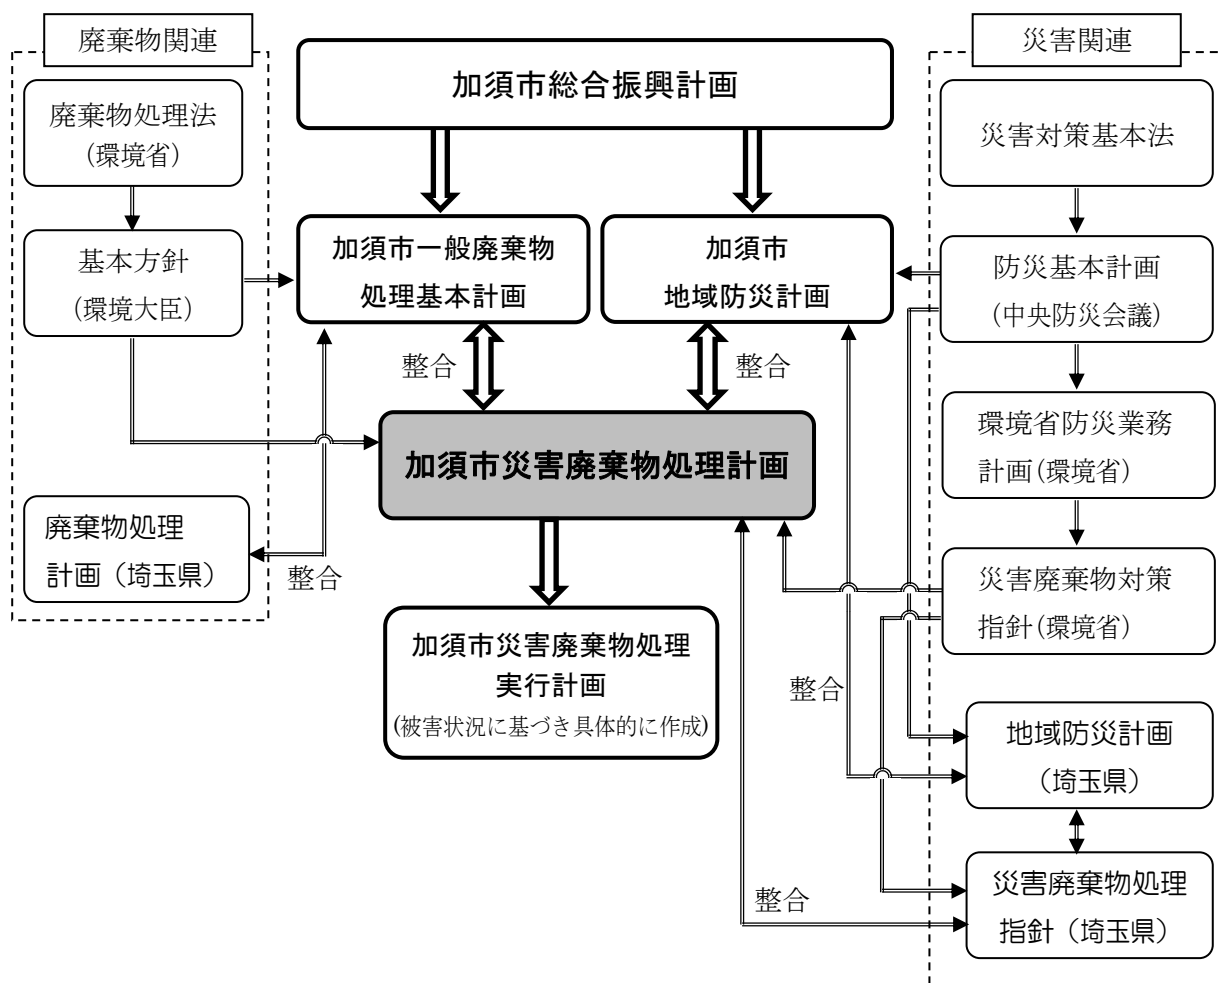 廃棄物関連
廃棄物処理法
(環境省)
基本方針
(環境大臣)
廃棄物処理
計画（埼玉県）
整合
加須市総合振興計画
加須市一般廃棄物
処理基本計画
加須市
地域防災計画
整合
整合
加須市災害廃棄物処理計画
加須市災害廃棄物処理
実行計画
(被害状況に基づき具体的に作成)
整合
整合
災害関連
災害対策基本法
防災基本計画
(中央防災会議)
環境省防災業務
計画(環境省)
災害廃棄物対策
指針(環境省)
地域防災計画
（埼玉県）
災害廃棄物処理
指針（埼玉県）